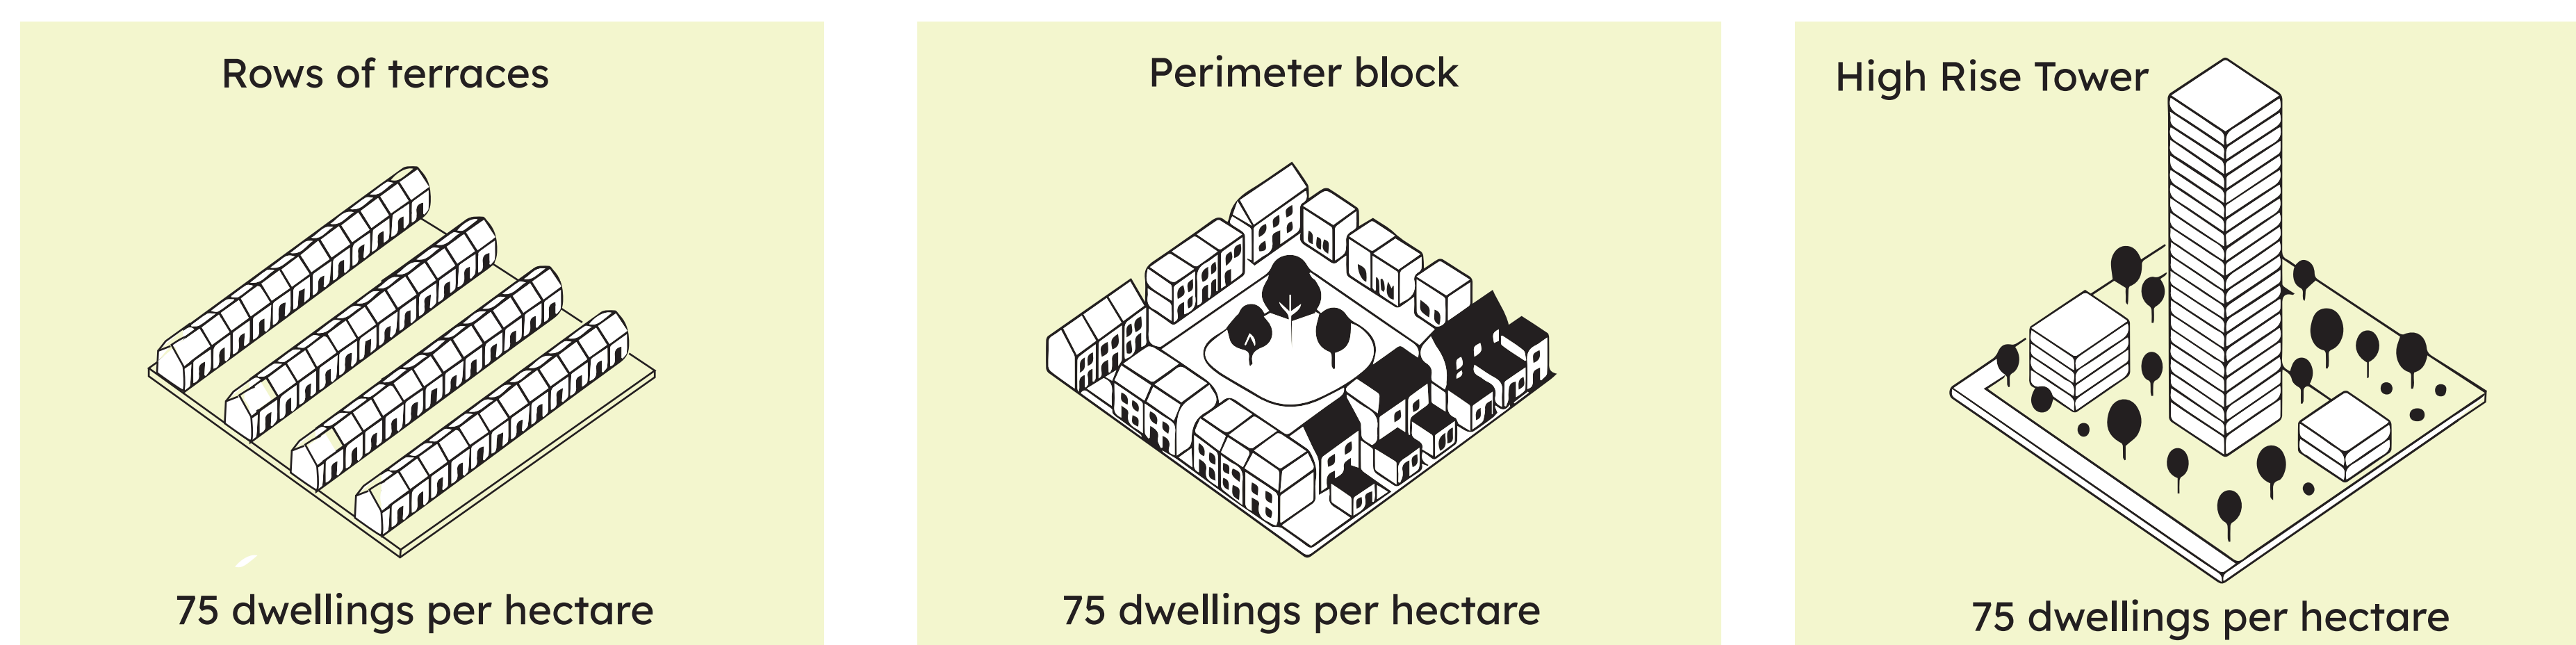 Rows of terraces
75 dwellings per hectare
Perimeter block
75 dwellings per hectare
High Rise Tower
75 dwellings per hectare